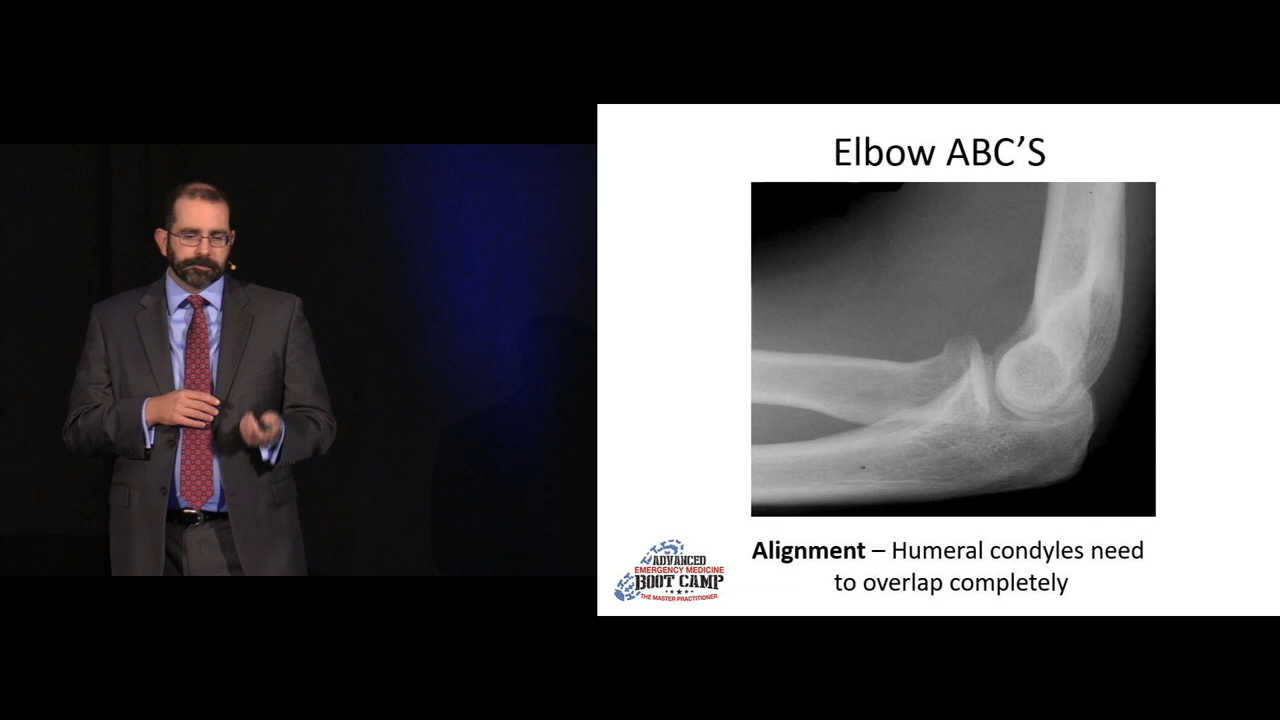 Elbow ABC’S
Alignment – Humeral condyles need
to overlap completely
ADVANCED
EMERGENCY MEDICINE
BOOT CAMP
THE MASTER PRACTITIONER